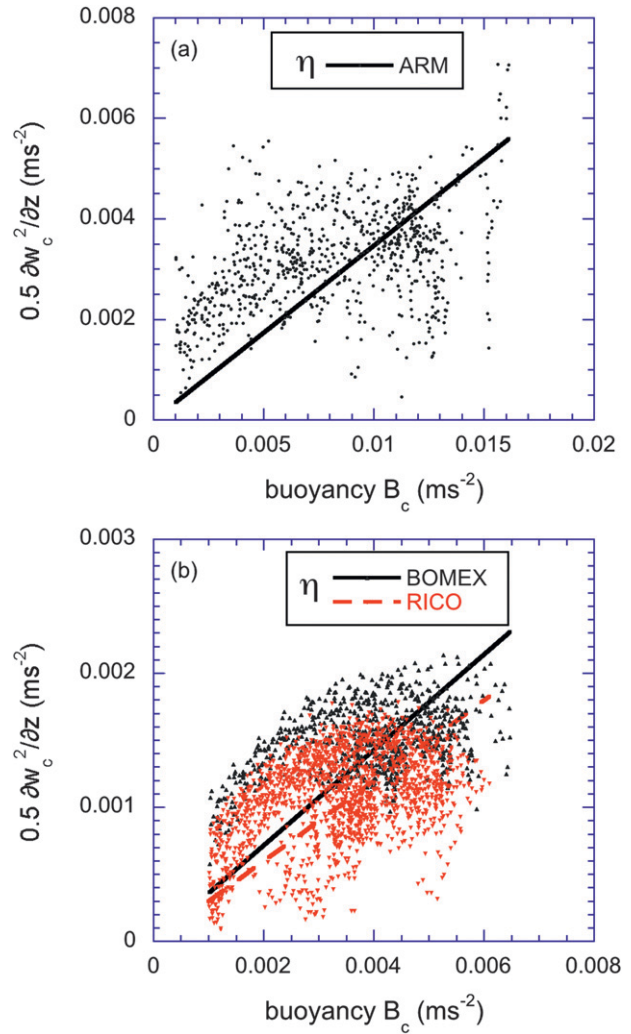 (a)
η ARM
0.008
0.006
0.004
0.002
0
0.5 ∂w_c^2/∂z (ms^-2)
0 0.005 0.01 0.015 0.02
buoyancy B_c (ms^-2)
(b)
η BOMEX
RICO
0.003
0.002
0.001
0
0.5 ∂w_c^2/∂z (ms^-2)
0 0.002 0.004 0.006 0.008
buoyancy B_c (ms^-2)